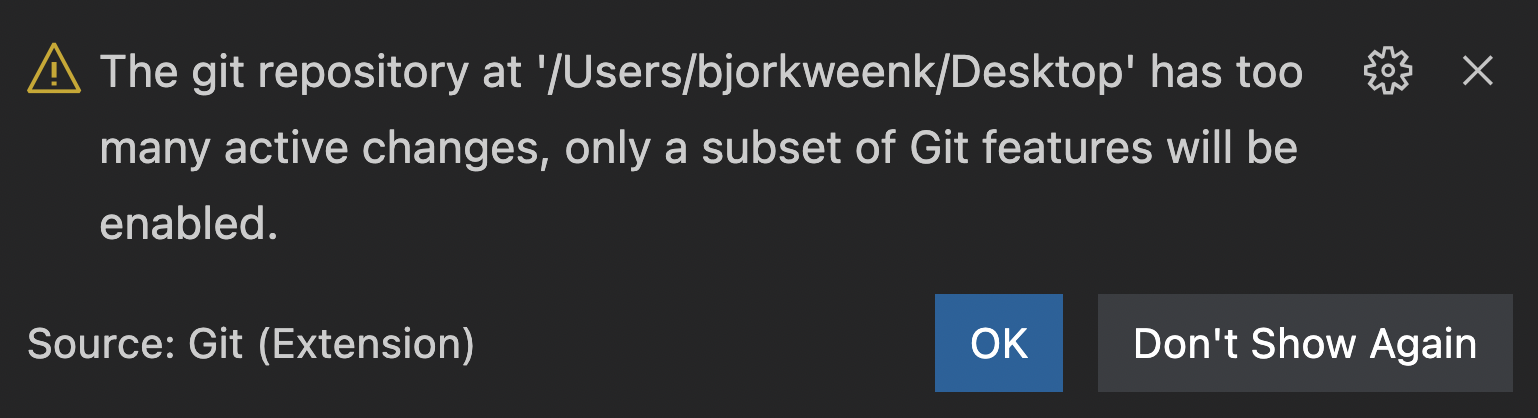 The git repository at '/Users/bjorkweenk/Desktop' has too
many active changes, only a subset of Git features will be
enabled.
Source: Git (Extension)
OK
Don't Show Again